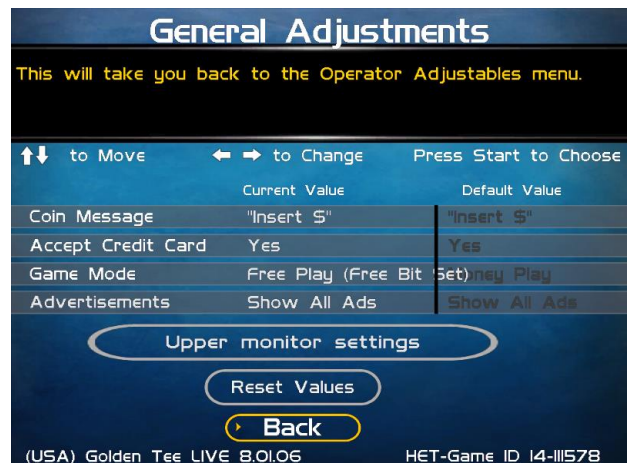 General Adjustments
This will take you back to the Operator Adjustables menu.
to Move to Change Press Start to Choose
Current Value Default Value
Coin Message "Insert $" "Insert $"
Accept Credit Card Yes Yes
Game Mode Free Play (Free Bit Set) Money Play
Advertisements Show All Ads Show All Ads
Upper monitor settings
Reset Values
Back
(USA) Golden Tee LIVE 8.01.06 HET-Game ID 14-111578